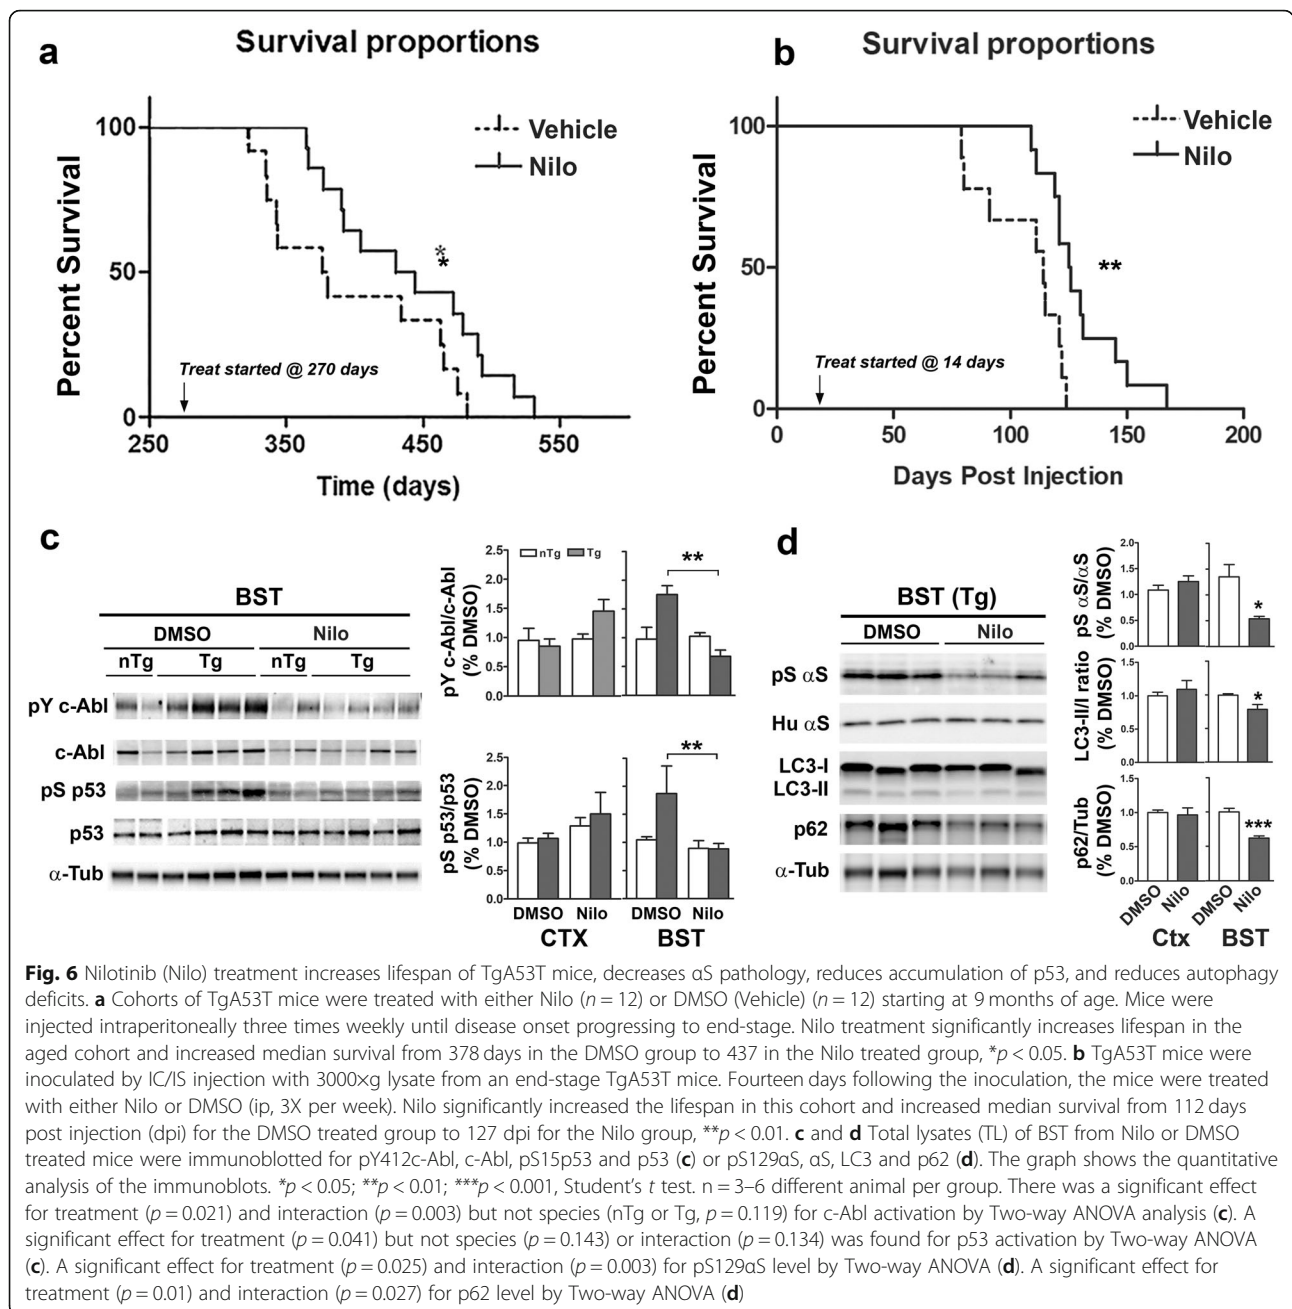 a
Survival proportions
Percent Survival
100
50
0
Vehicle
Nilo
*
*
Treat started @ 270 days
250
350
450
550
Time (days)
b
Survival proportions
Percent Survival
100
50
0
Vehicle
Nilo
**
Treat started @ 14 days
0
50
100
150
200
Days Post Injection
c
BST
DMSO
Nilo
nTg
Tg
nTg
Tg
pY c-Abl
c-Abl
pS p53
p53
α-Tub
pY c-Abl/c-Abl
(% DMSO)
2.5
2.0
1.5
1.0
0.5
0.0
nTg
Tg
**
pS p53/p53
(% DMSO)
2.5
2.0
1.5
1.0
0.5
0.0
**
DMSO
Nilo
DMSO
Nilo
CTX
BST
d
BST (Tg)
DMSO
Nilo
pS αS
Hu αS
LC3-I
LC3-II
p62
α-Tub
pS αS/αS
(% DMSO)
2.0
1.5
1.0
0.5
0.0
*
LC3-II/I ratio
(% DMSO)
1.5
1.0
0.5
0.0
*
p62/Tub
(% DMSO)
1.5
1.0
0.5
0.0
***
DMSO
Nilo
DMSO
Nilo
Ctx
BST
Fig. 6 Nilotinib (Nilo) treatment increases lifespan of TgA53T mice, decreases αS pathology, reduces accumulation of p53, and reduces autophagy
deficits. a Cohorts of TgA53T mice were treated with either Nilo (n = 12) or DMSO (Vehicle) (n = 12) starting at 9 months of age. Mice were
injected intraperitoneally three times weekly until disease onset progressing to end-stage. Nilo treatment significantly increases lifespan in the
aged cohort and increased median survival from 378 days in the DMSO group to 437 in the Nilo treated group, *p < 0.05. b TgA53T mice were
inoculated by IC/IS injection with 3000×g lysate from an end-stage TgA53T mice. Fourteen days following the inoculation, the mice were treated
with either Nilo or DMSO (ip, 3X per week). Nilo significantly increased the lifespan in this cohort and increased median survival from 112 days
post injection (dpi) for the DMSO treated group to 127 dpi for the Nilo group, **p < 0.01. c and d Total lysates (TL) of BST from Nilo or DMSO
treated mice were immunoblotted for pY412c-Abl, c-Abl, pS15p53 and p53 (c) or pS129αS, αS, LC3 and p62 (d). The graph shows the quantitative
analysis of the immunoblots. *p < 0.05; **p < 0.01; ***p < 0.001, Student's t test. n = 3–6 different animal per group. There was a significant effect
for treatment (p = 0.021) and interaction (p = 0.003) but not species (nTg or Tg, p = 0.119) for c-Abl activation by Two-way ANOVA analysis (c). A
significant effect for treatment (p = 0.041) but not species (p = 0.143) or interaction (p = 0.134) was found for p53 activation by Two-way ANOVA
(c). A significant effect for treatment (p = 0.025) and interaction (p = 0.003) for pS129αS level by Two-way ANOVA (d). A significant effect for
treatment (p = 0.01) and interaction (p = 0.027) for p62 level by Two-way ANOVA (d)